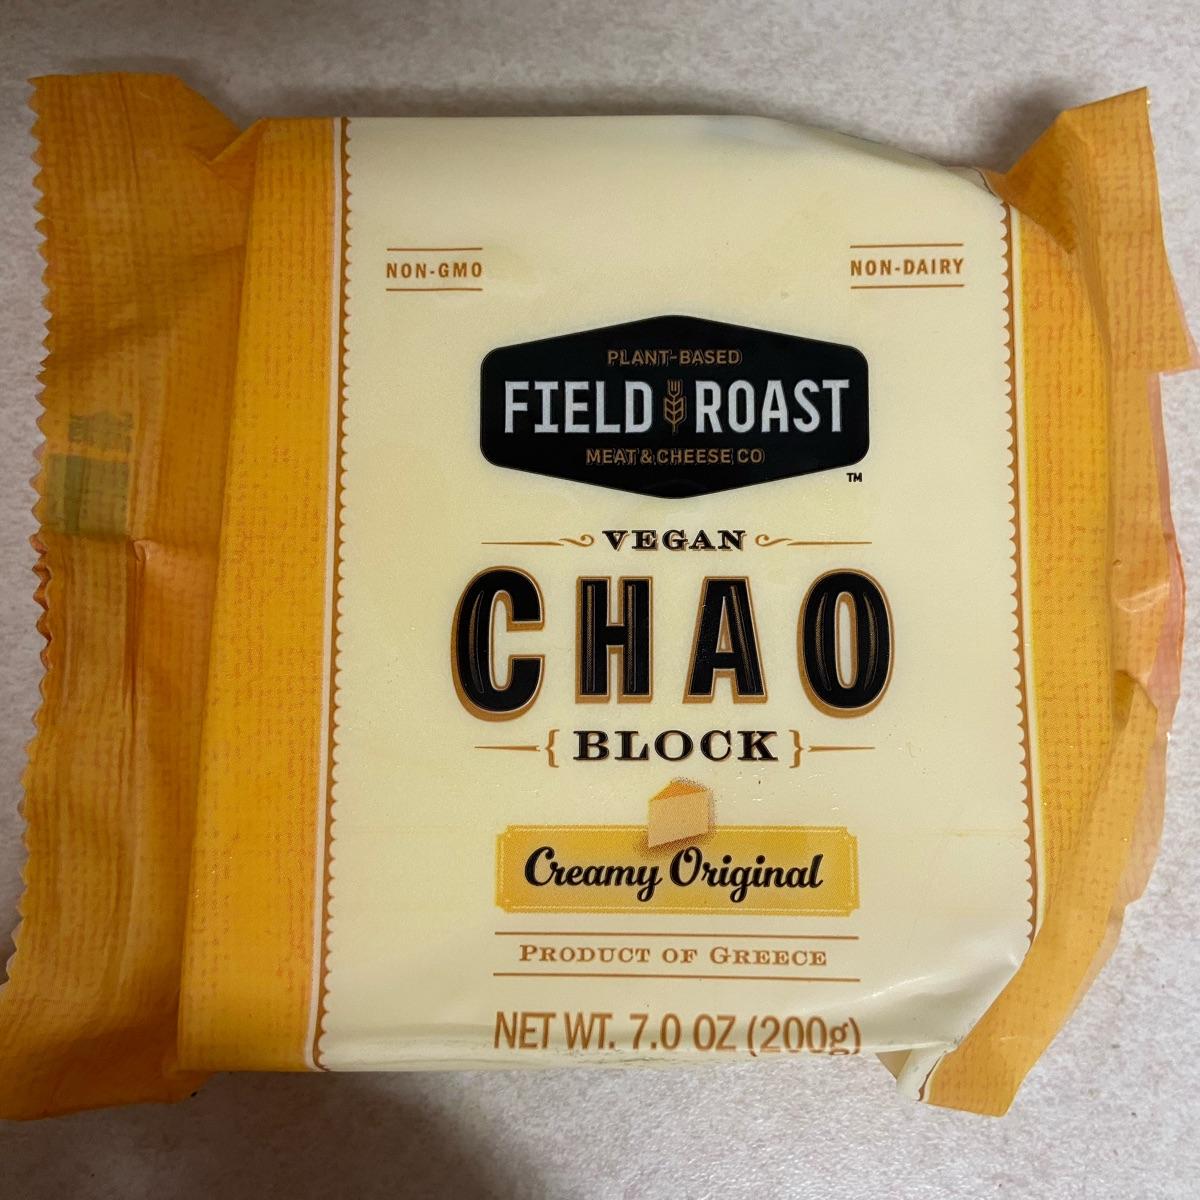 NON-GMO
NON-DAIRY
PLANT-BASED
FIELD ROAST
MEAT & CHEESE CO
TM
VEGAN
CHAO
{BLOCK}
Creamy Original
PRODUCT OF GREECE
NET WT. 7.0 OZ (200g)